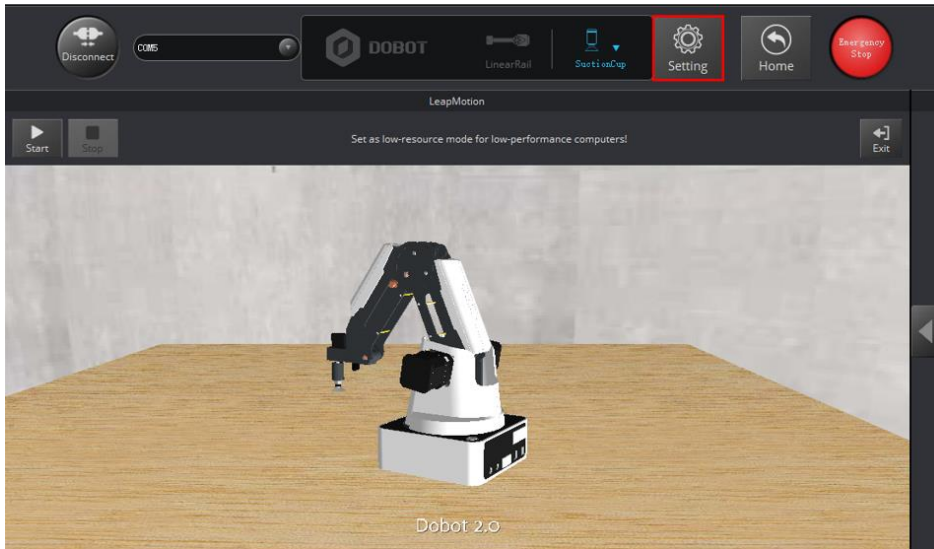 Disconnect
COM5
DOBOT
LinearRail
SuctionCup
Setting
Home
Emergency
Stop
LeapMotion
Start
Stop
Set as low-resource mode for low-performance computers!
Exit
Dobot 2.0